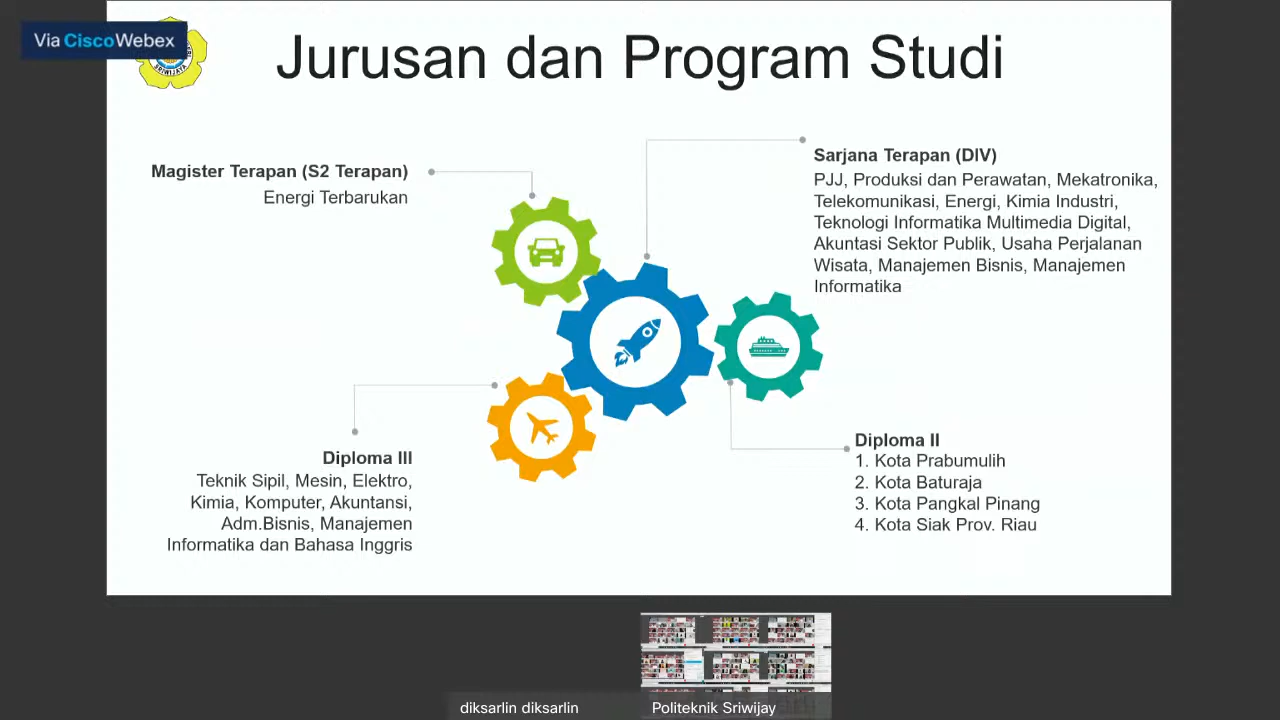 Via Cisco Webex
SRIWIJAYA
Jurusan dan Program Studi
Magister Terapan (S2 Terapan)
Energi Terbarukan
Sarjana Terapan (DIV)
PJJ, Produksi dan Perawatan, Mekatronika,
Telekomunikasi, Energi, Kimia Industri,
Teknologi Informatika Multimedia Digital,
Akuntasi Sektor Publik, Usaha Perjalanan
Wisata, Manajemen Bisnis, Manajemen
Informatika
Diploma III
Teknik Sipil, Mesin, Elektro,
Kimia, Komputer, Akuntansi,
Adm.Bisnis, Manajemen
Informatika dan Bahasa Inggris
Diploma II
1. Kota Prabumulih
2. Kota Baturaja
3. Kota Pangkal Pinang
4. Kota Siak Prov. Riau
diksarlin diksarlin
Politeknik Sriwijay